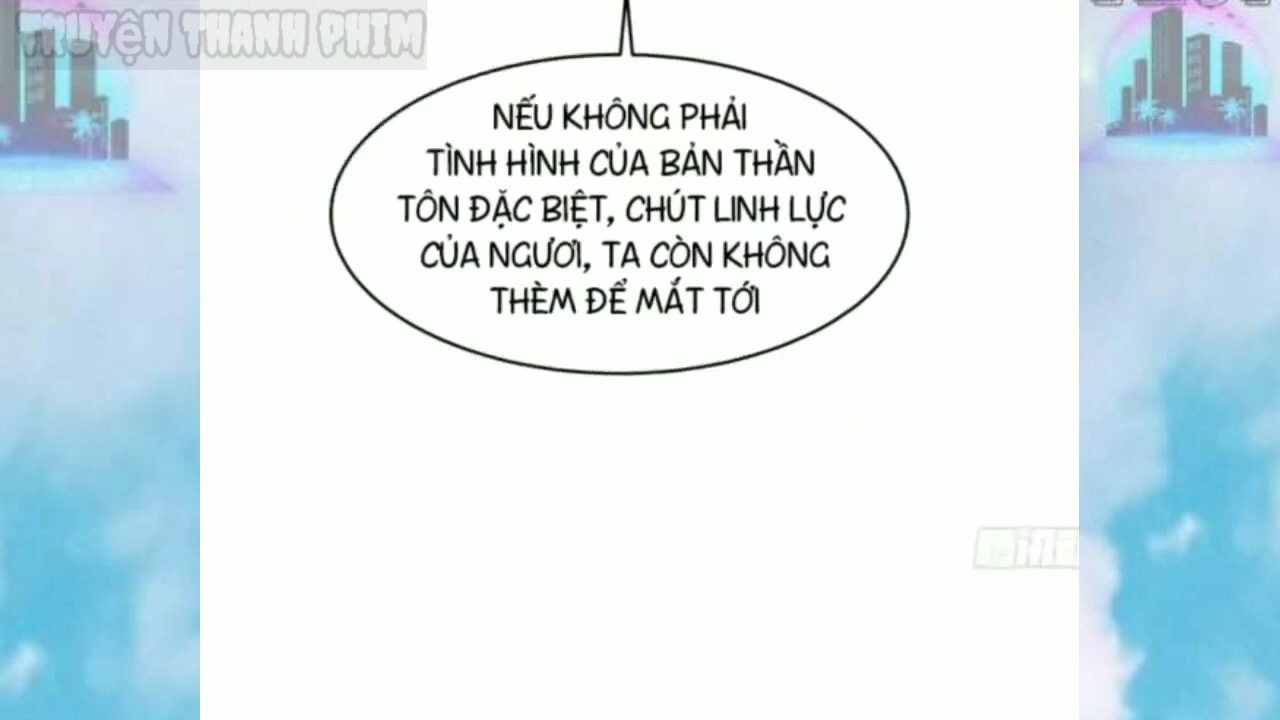 TRUYỆN THANH PHIM
NẾU KHÔNG PHẢI
TÌNH HÌNH CỦA BẢN THẦN
TÔN ĐẶC BIỆT, CHÚT LINH LỰC
CỦA NGƯƠI, TA CÒN KHÔNG
THÈM ĐỂ MẮT TỚI